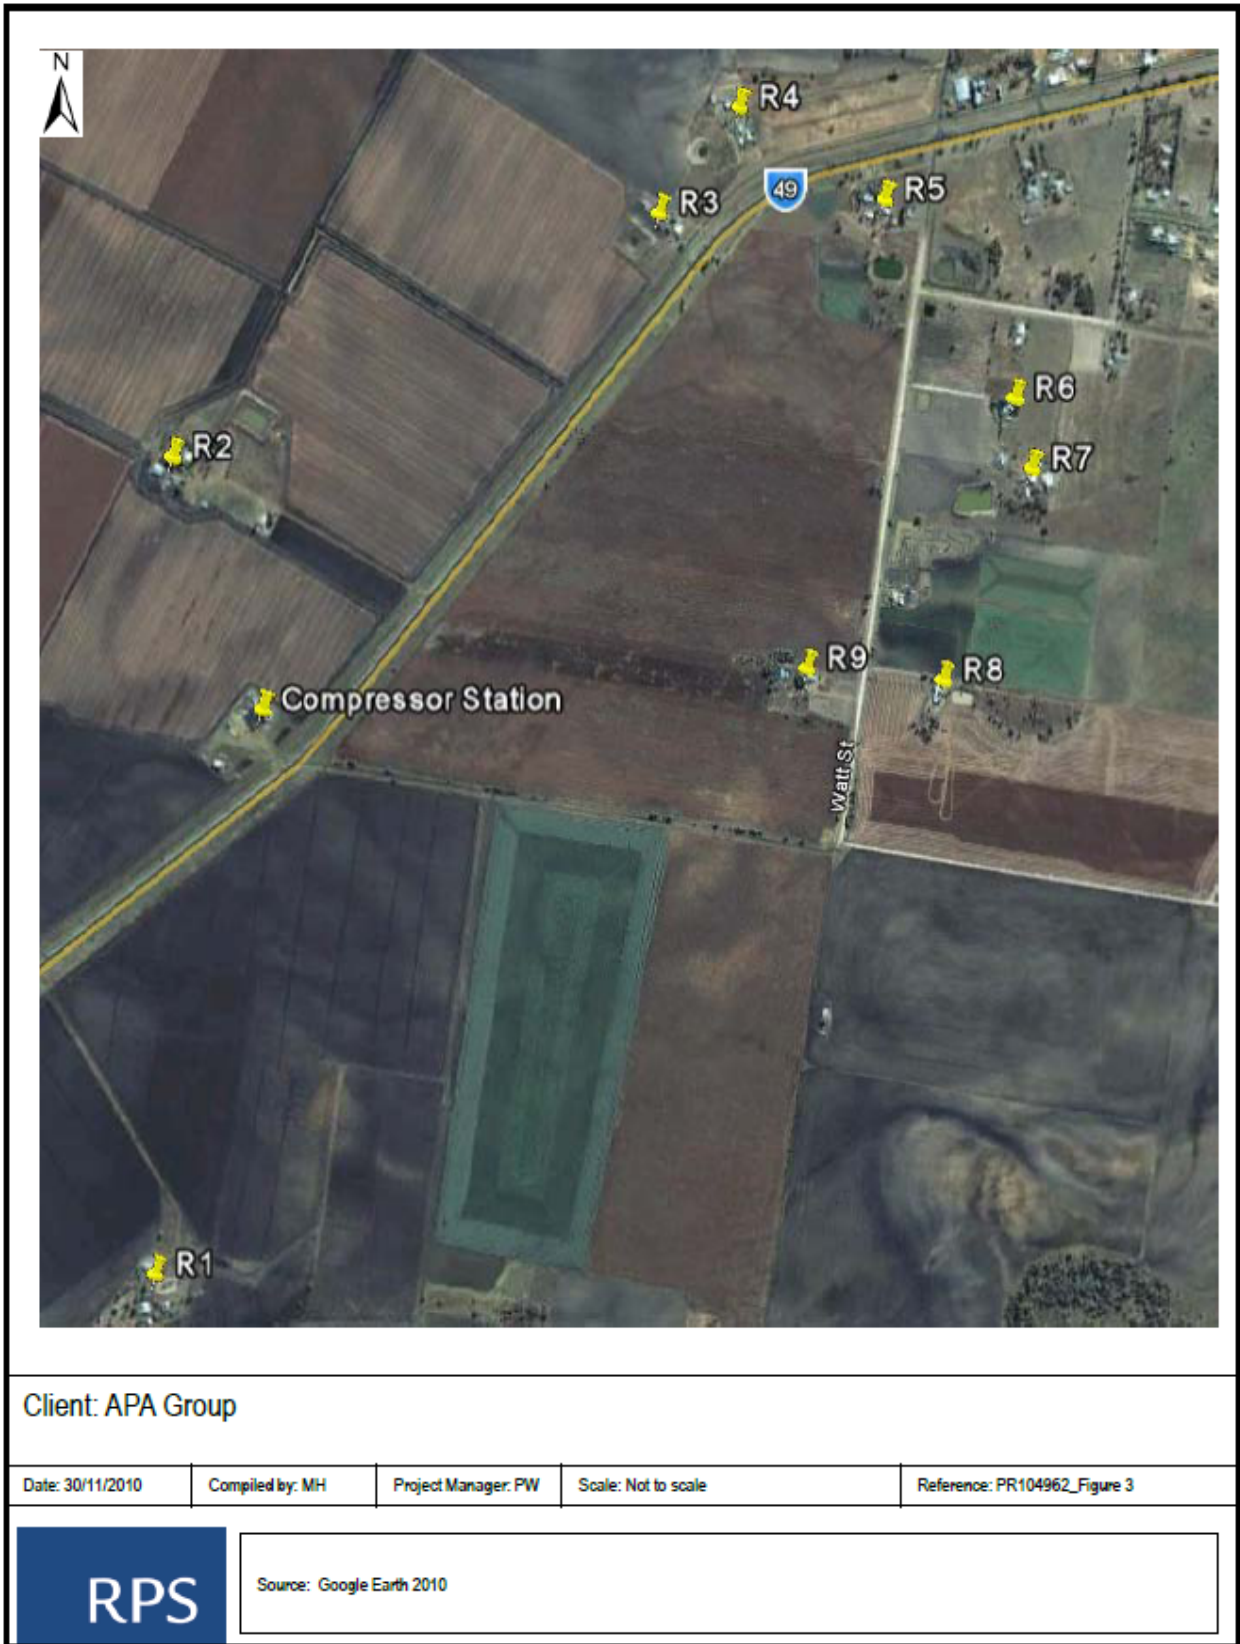 N
R4
49
R3
R5
R6
R2
R7
R9
R8
Compressor Station
Watt St
R1
Client: APA Group
Date: 30/11/2010
Compiled by: MH
Project Manager: PW
Scale: Not to scale
Reference: PR104962_Figure 3
RPS
Source: Google Earth 2010